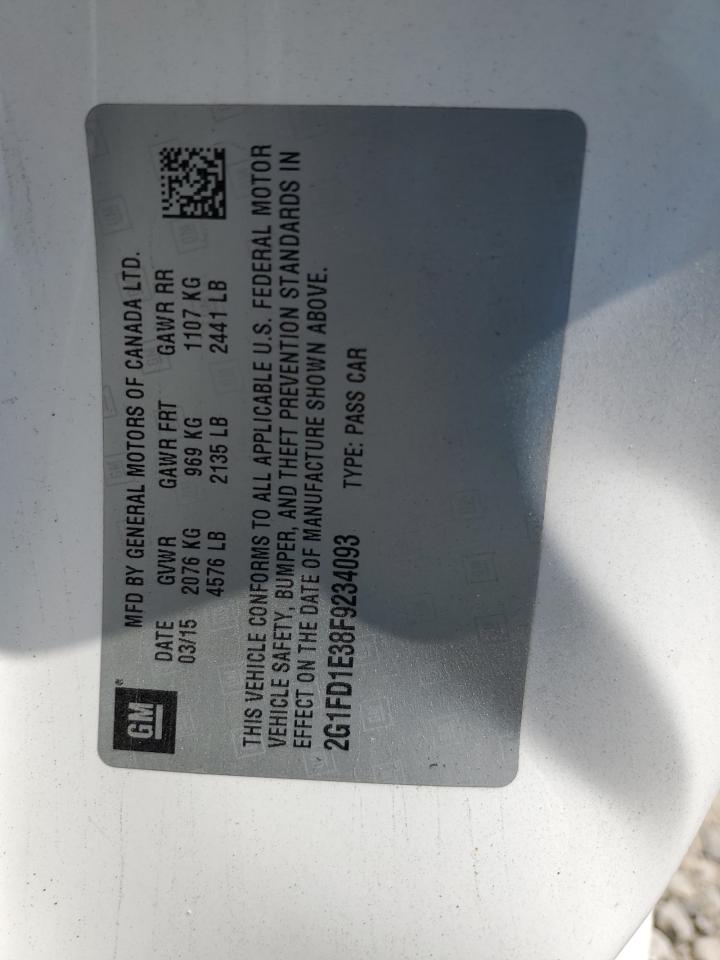 GM
MFD BY GENERAL MOTORS OF CANADA LTD.
DATE GVWR GAWR FRT GAWR RR
03/15 2076 KG 969 KG 1107 KG
4576 LB 2135 LB 2441 LB
THIS VEHICLE CONFORMS TO ALL APPLICABLE U.S. FEDERAL MOTOR
VEHICLE SAFETY, BUMPER, AND THEFT PREVENTION STANDARDS IN
EFFECT ON THE DATE OF MANUFACTURE SHOWN ABOVE.
2G1FD1E38F9234093 TYPE: PASS CAR